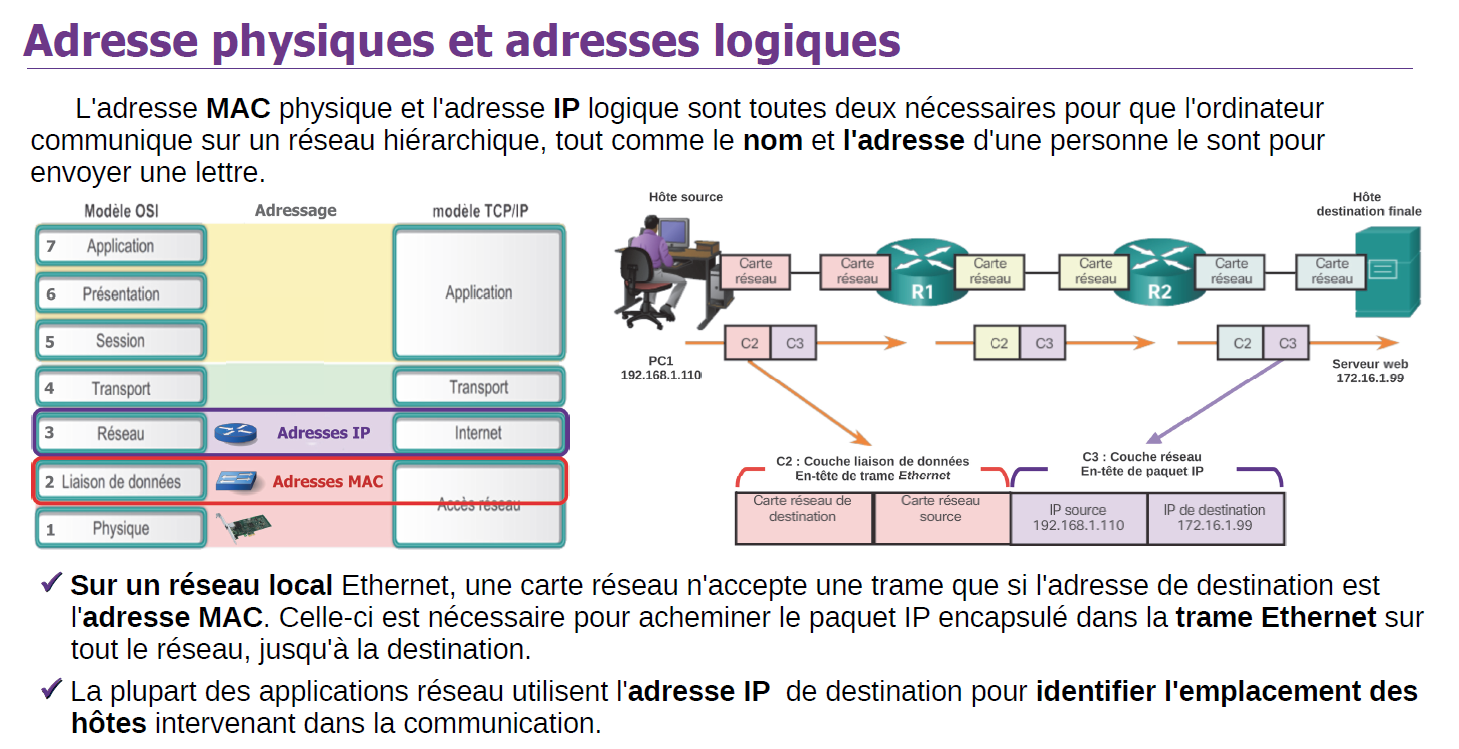 Adresse physiques et adresses logiques
L'adresse MAC physique et l'adresse IP logique sont toutes deux nécessaires pour que l'ordinateur
communique sur un réseau hiérarchique, tout comme le nom et l'adresse d'une personne le sont pour
envoyer une lettre.
Modèle OSI
Adressage
modèle TCP/IP
7 Application
6 Présentation
5 Session
Application
4 Transport
Transport
3 Réseau
Adresses IP
Internet
2 Liaison de données
Adresses MAC
Accès réseau
1 Physique
Hôte source
Hôte
destination finale
Carte
réseau
Carte
réseau
R1
Carte
réseau
Carte
réseau
R2
Carte
réseau
Carte
réseau
C2 C3
C2 C3
C2 C3
PC1
192.168.1.110
Serveur web
172.16.1.99
C2 : Couche liaison de données
En-tête de trame Ethernet
C3 : Couche réseau
En-tête de paquet IP
Carte réseau de
destination
Carte réseau
source
IP source
192.168.1.110
IP de destination
172.16.1.99
✓ Sur un réseau local Ethernet, une carte réseau n'accepte une trame que si l'adresse de destination est
l'adresse MAC. Celle-ci est nécessaire pour acheminer le paquet IP encapsulé dans la trame Ethernet sur
tout le réseau, jusqu'à la destination.
✓ La plupart des applications réseau utilisent l'adresse IP de destination pour identifier l'emplacement des
hôtes intervenant dans la communication.